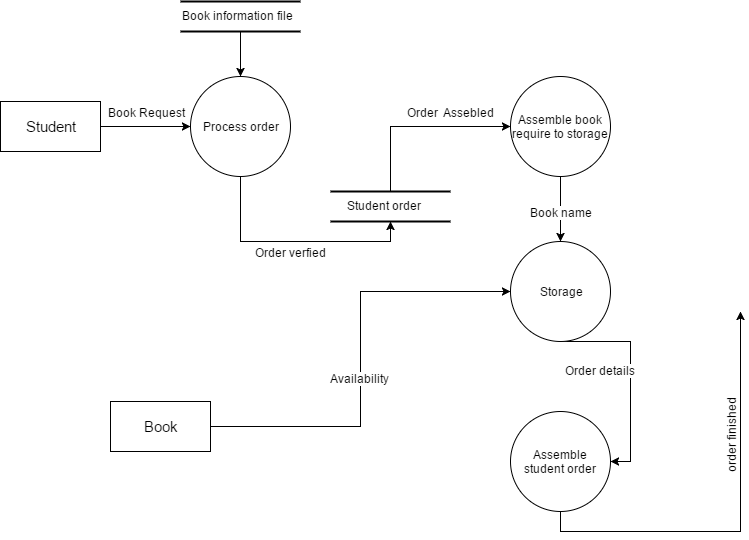 Book information file
Book Request
Student
Process order
Order  Assebled
Assemble book
require to storage
Student order
Book name
Order verfied
Storage
Availability
Order details
order finished
Book
Assemble
student order